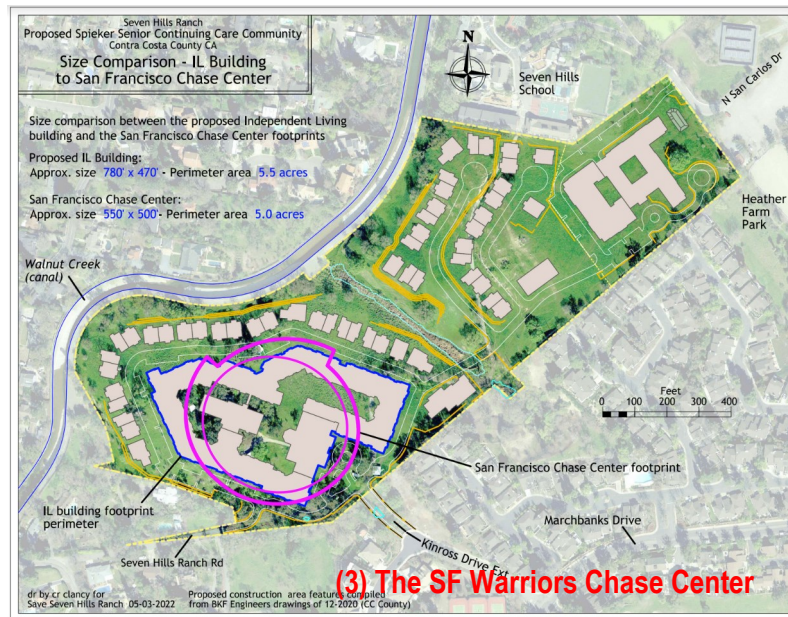 Seven Hills Ranch
Proposed Spieker Senior Continuing Care Community
Contra Costa County CA
Size Comparison - IL Building
to San Francisco Chase Center
N
Seven Hills
School
N San Carlos Dr
Size comparison between the proposed Independent Living
building and the San Francisco Chase Center footprints
Proposed IL Building:
Approx. size 780' x 470' - Perimeter area 5.5 acres
San Francisco Chase Center:
Approx. size 550' x 500'- Perimeter area 5.0 acres
Heather
Farm
Park
Walnut Creek
(canal)
Feet
0 100 200 300 400
San Francisco Chase Center footprint
IL building footprint
perimeter
Marchbanks Drive
Seven Hills Ranch Rd
Kinross Drive Ext
(3) The SF Warriors Chase Center
dr by.cr clancy for
Save Seven Hills Ranch 05-03-2022
Proposed construction area features compiled
from BKF Engineers drawings of 12-2020 (CC County)